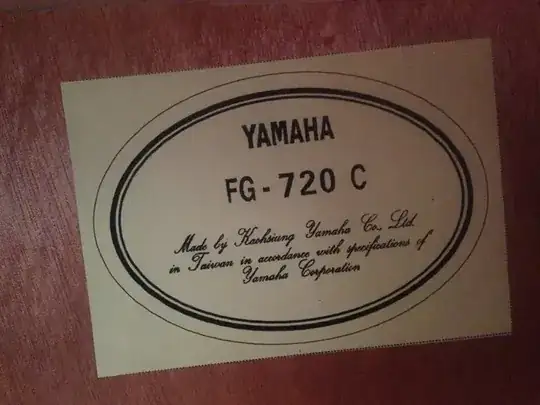 YAMAHA
FG-720 C
Made by Kaohsiung Yamaha Co., Ltd.
in Taiwan in accordance with specifications of
Yamaha Corporation